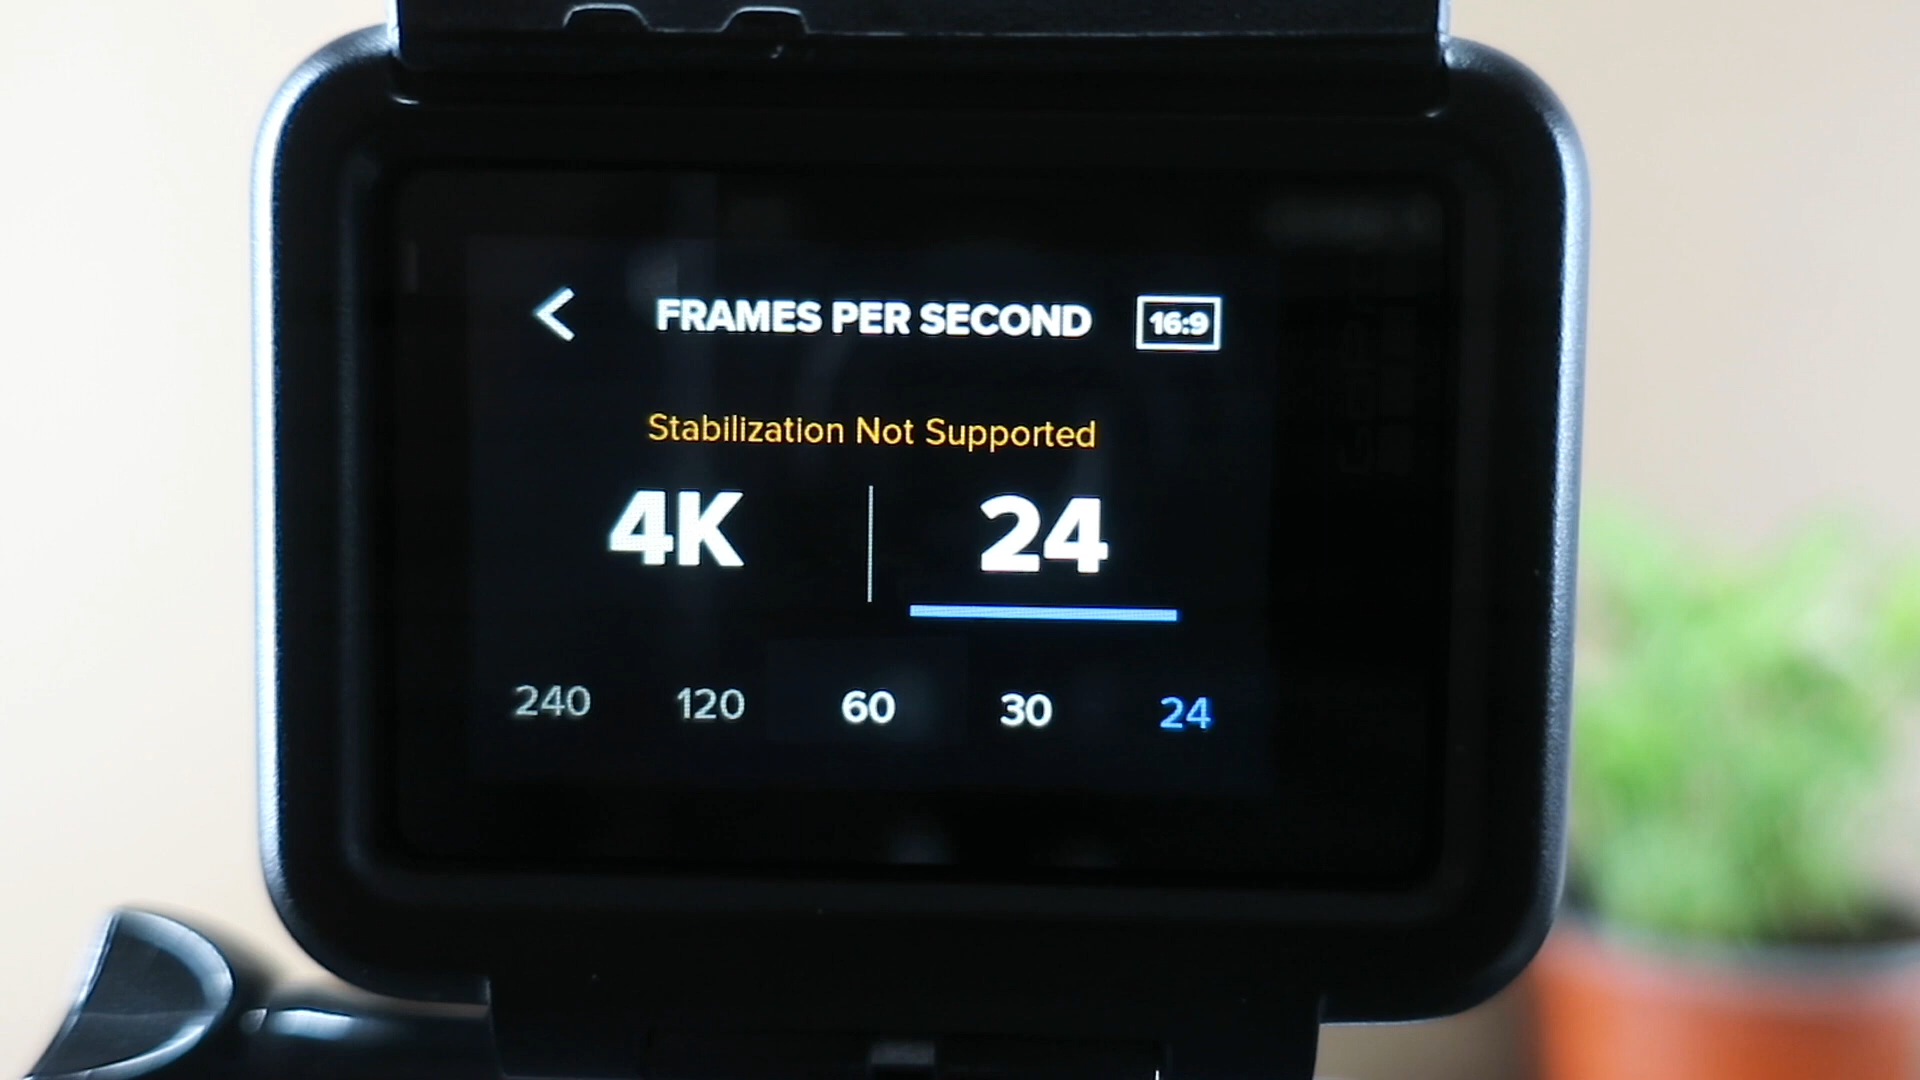 FRAMES PER SECOND 16:9
Stabilization Not Supported
4K 24
240 120 60 30 24